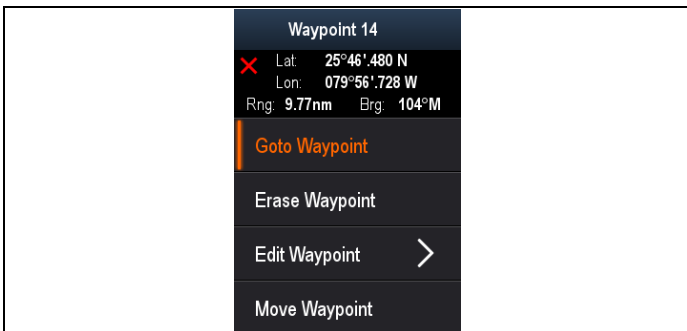 Waypoint 14
Lat: 25°46'.480 N
Lon: 079°56'.728 W
Rng: 9.77nm Brg: 104°M
Goto Waypoint
Erase Waypoint
Edit Waypoint
Move Waypoint